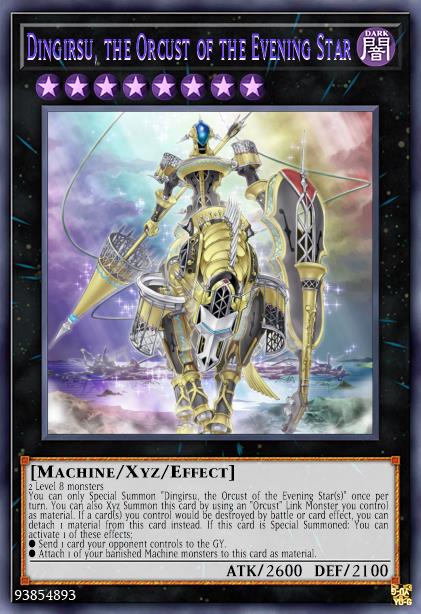 Dingirsu, the Orcust of the Evening Star
DARK
闇
[Machine/Xyz/Effect]
2 Level 8 monsters
You can only Special Summon "Dingirsu, the Orcust of the Evening Star(s)" once per
turn. You can also Xyz Summon this card by using an "Orcust" Link Monster you control
as material. If a card(s) you control would be destroyed by battle or card effect, you can
detach 1 material from this card instead. If this card is Special Summoned: You can
activate 1 of these effects;
● Send 1 card your opponent controls to the GY.
● Attach 1 of your banished Machine monsters to this card as material.
ATK/2600 DEF/2100
93854893